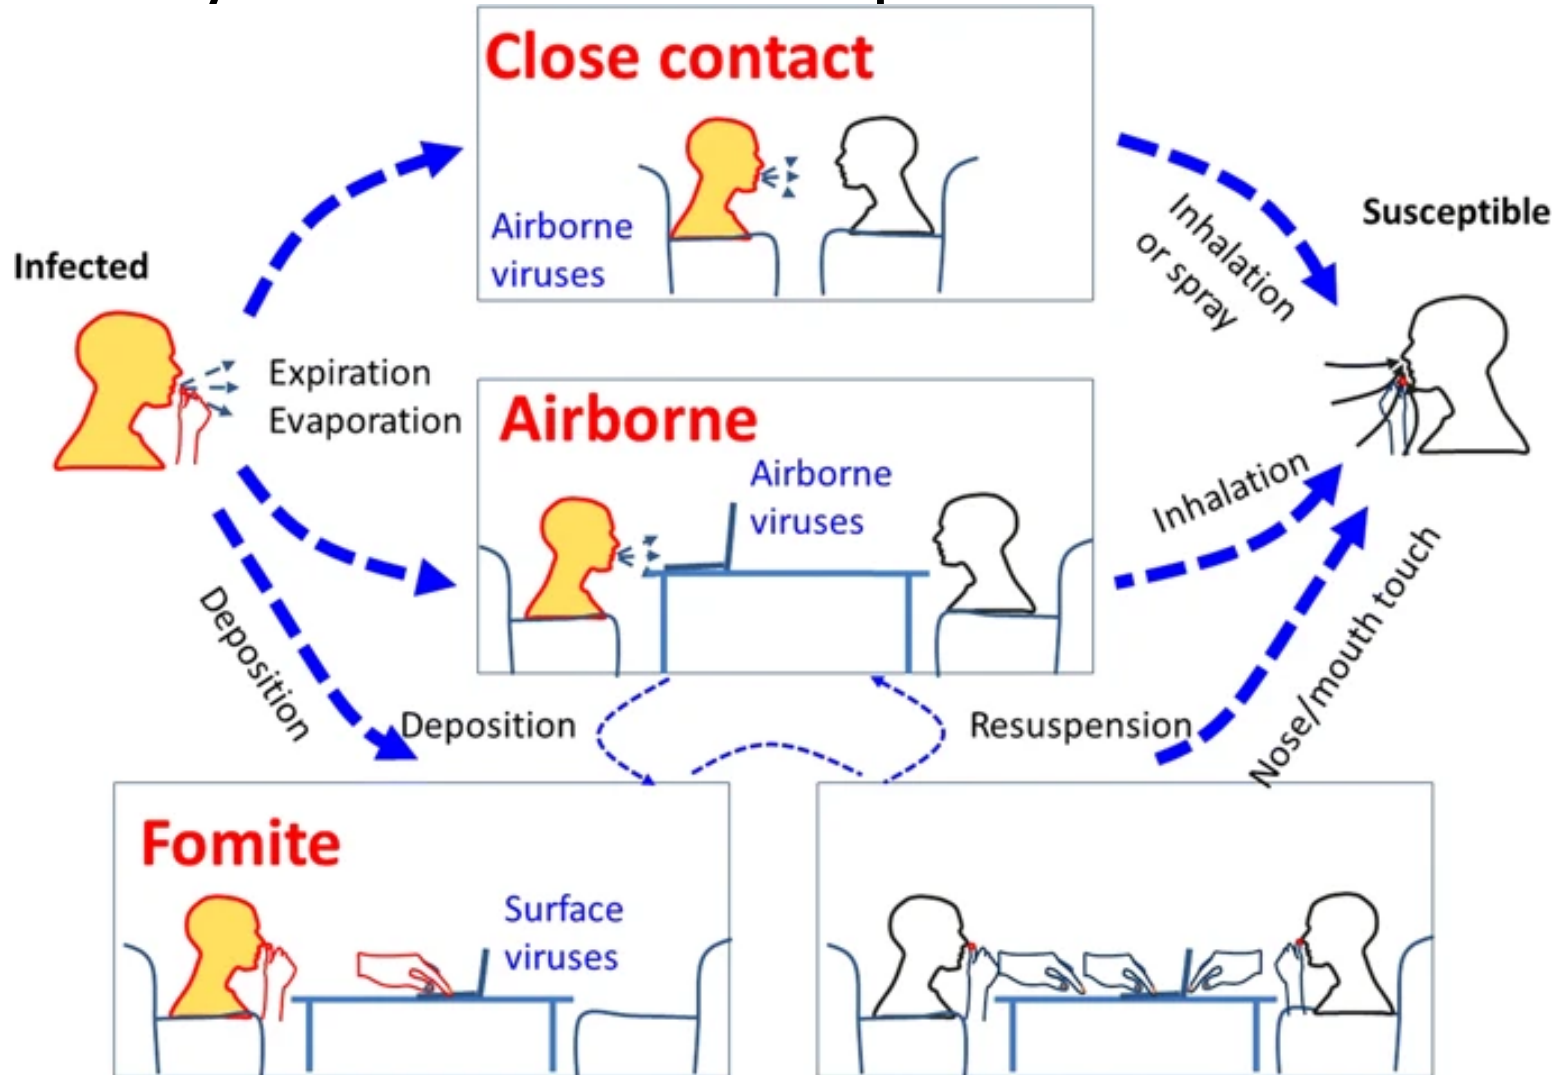 Close contact
Airborne
viruses
Inhalation
or spray
Susceptible
Infected
Expiration
Evaporation
Airborne
Airborne
viruses
Inhalation
Deposition
Deposition
Resuspension
Nose/mouth touch
Fomite
Surface
viruses